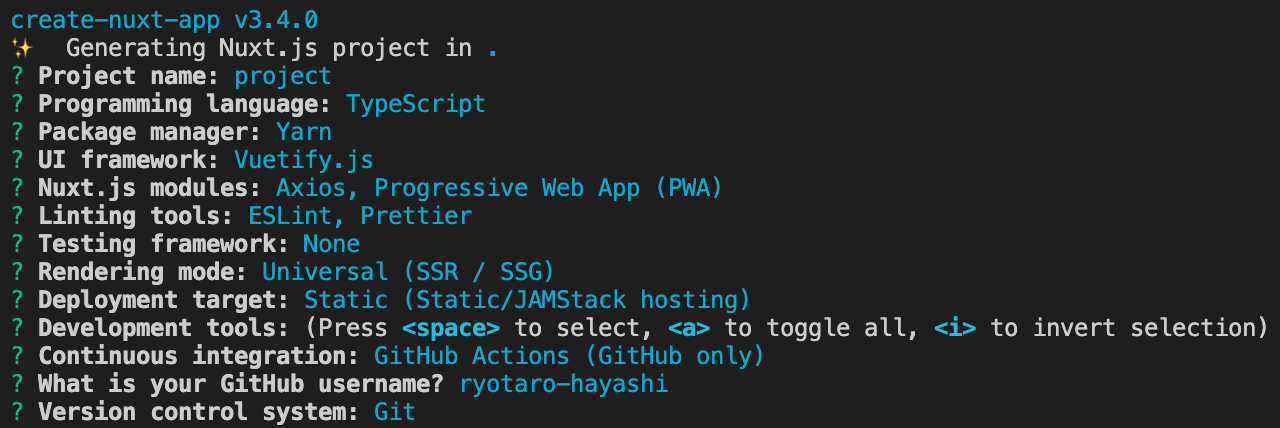 create-nuxt-app v3.4.0
✨ Generating Nuxt.js project in .
? Project name: project
? Programming language: TypeScript
? Package manager: Yarn
? UI framework: Vuetify.js
? Nuxt.js modules: Axios, Progressive Web App (PWA)
? Linting tools: ESLint, Prettier
? Testing framework: None
? Rendering mode: Universal (SSR / SSG)
? Deployment target: Static (Static/JAMStack hosting)
? Development tools: (Press <space> to select, <a> to toggle all, <i> to invert selection)
? Continuous integration: GitHub Actions (GitHub only)
? What is your GitHub username? ryotaro-hayashi
? Version control system: Git